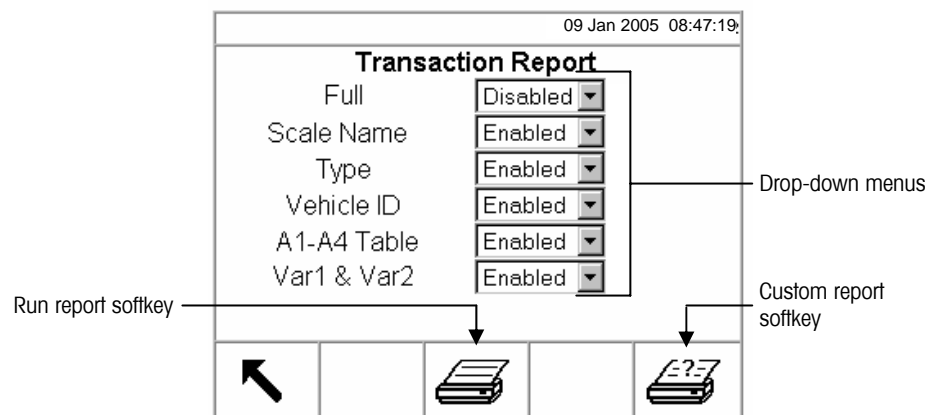 09 Jan 2005 08:47:19
Transaction Report
Full Disabled
Scale Name Enabled
Type Enabled
Vehicle ID Enabled
A1-A4 Table Enabled
Var1 & Var2 Enabled
Drop-down menus
Run report softkey
Custom report
softkey
-?-